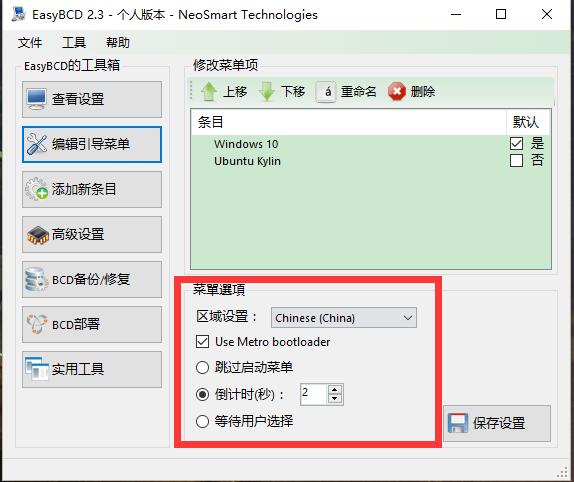 EasyBCD 2.3 - 个人版本 - NeoSmart Technologies
文件 工具 帮助
EasyBCD的工具箱
查看设置
编辑引导菜单
添加新条目
高级设置
BCD备份/修复
BCD部署
实用工具
修改菜单项
上移 下移 á 重命名 删除
条目 默认
Windows 10 是
Ubuntu Kylin 否
菜單選項
区域设置： Chinese (China)
Use Metro bootloader
跳过启动菜单
倒计时(秒)： 2
等待用户选择
保存设置